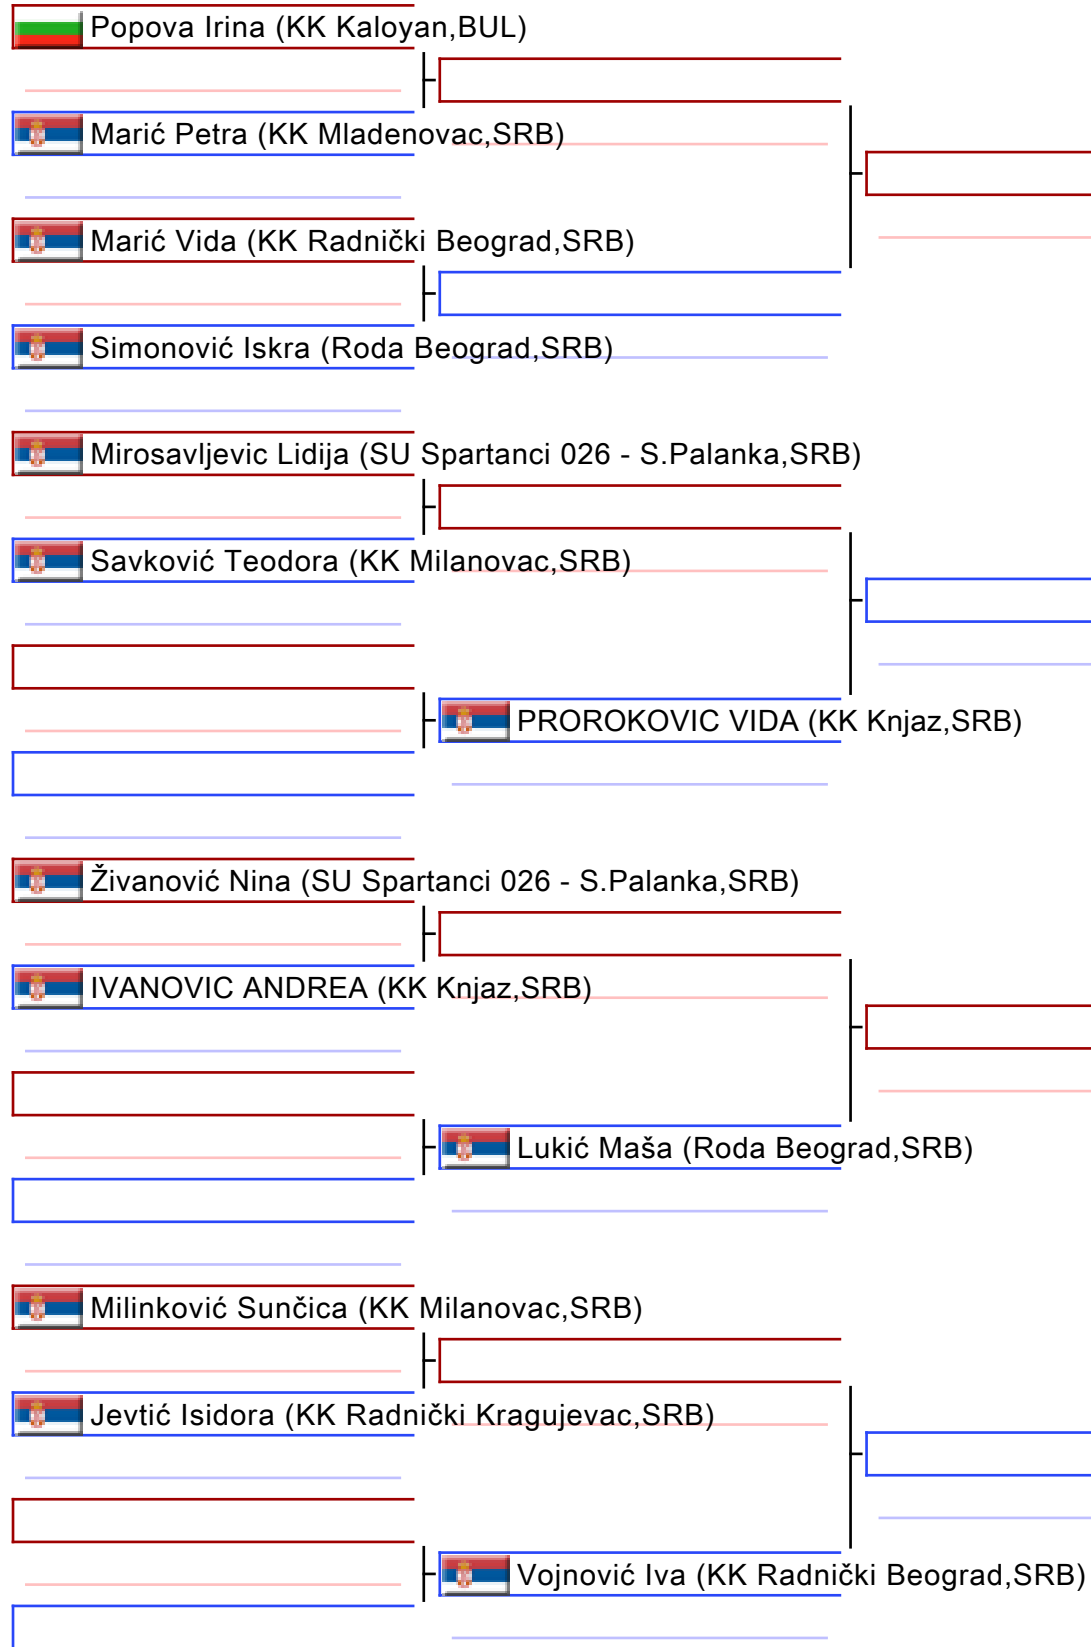 Popova Irina (KK Kaloyan,BUL)
Marić Petra (KK Mladenovac,SRB)
Marić Vida (KK Radnički Beograd,SRB)
Simonović Iskra (Roda Beograd,SRB)
Mirosavljevic Lidija (SU Spartanci 026 - S.Palanka,SRB)
Savković Teodora (KK Milanovac,SRB)
PROROKOVIC VIDA (KK Knjaz,SRB)
Živanović Nina (SU Spartanci 026 - S.Palanka,SRB)
IVANOVIC ANDREA (KK Knjaz,SRB)
Lukić Maša (Roda Beograd,SRB)
Milinković Sunčica (KK Milanovac,SRB)
Jevtić Isidora (KK Radnički Kragujevac,SRB)
Vojnović Iva (KK Radnički Beograd,SRB)